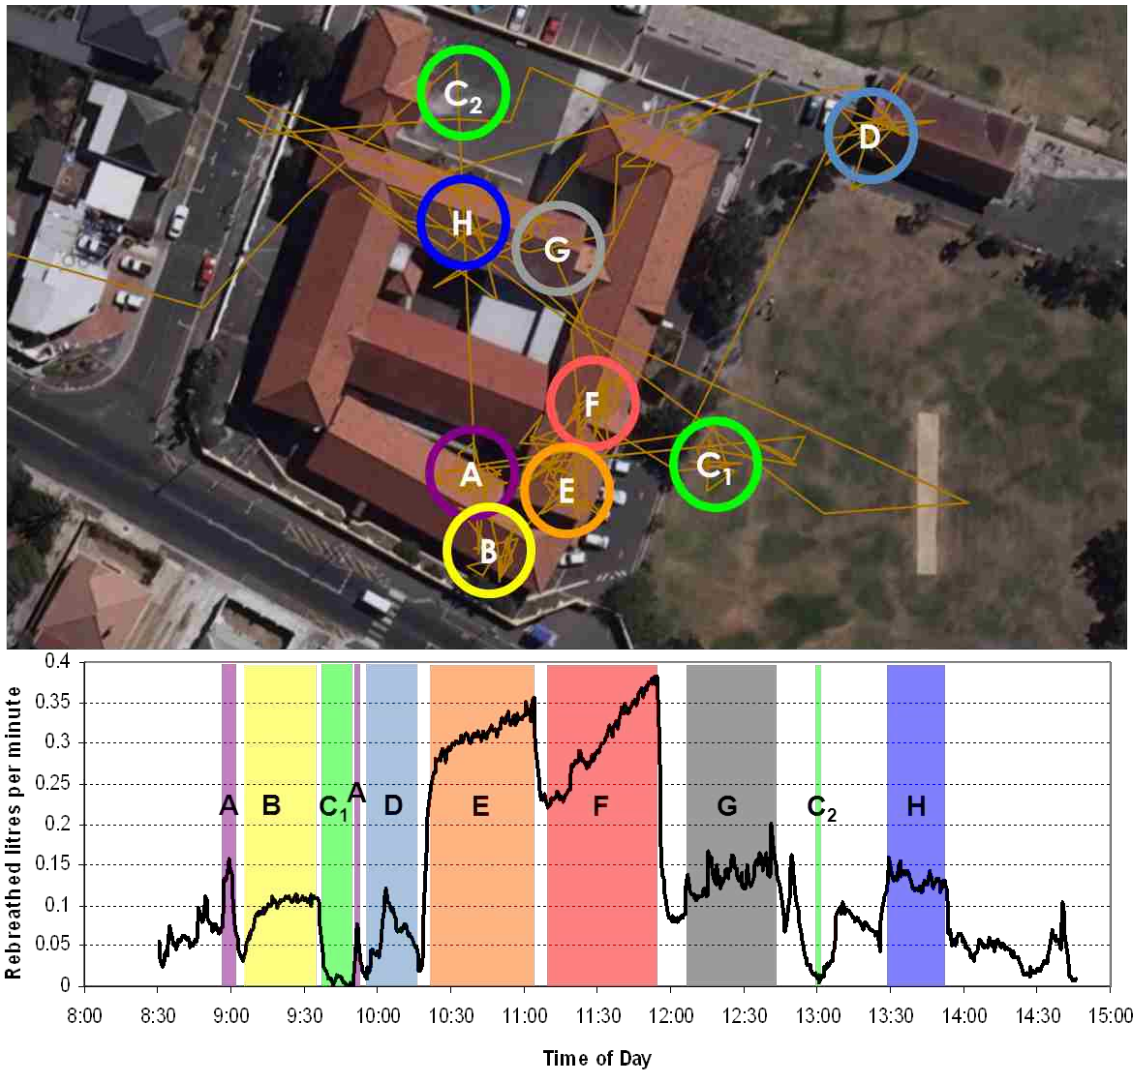 C2
D
H
G
F
A
C1
E
B
0.4
0.35
0.3
0.25
0.2
0.15
0.1
0.05
0
Rebreathed litres per minute
A B C1 A D E F G C2 H
8:00 8:30 9:00 9:30 10:00 10:30 11:00 11:30 12:00 12:30 13:00 13:30 14:00 14:30 15:00
Time of Day